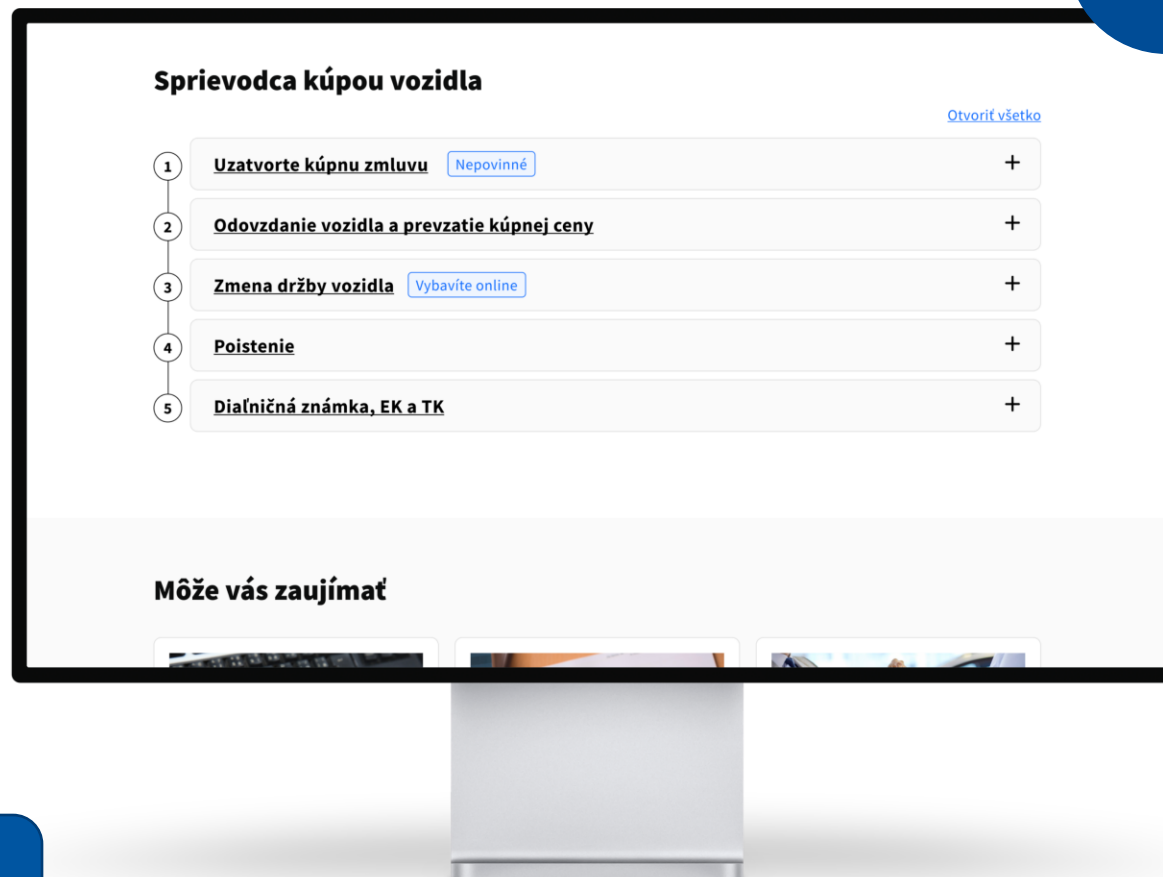 Sprievodca kúpou vozidla
Otvoriť všetko
1 Uzatvorte kúpnu zmluvu Nepovinné +
2 Odovzdanie vozidla a prevzatie kúpnej ceny +
3 Zmena držby vozidla Vybavíte online +
4 Poistenie +
5 Diaľničná známka, EK a TK +
Môže vás zaujímať